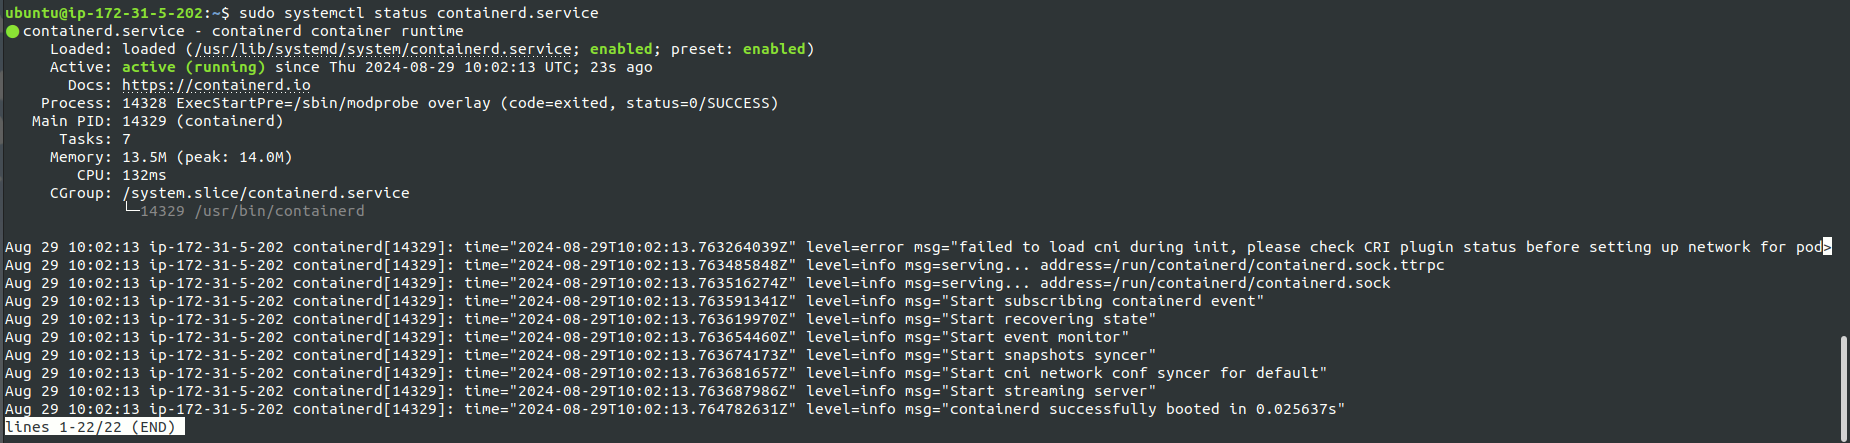 ubuntu@ip-172-31-5-202:~$ sudo systemctl status containerd.service
● containerd.service - containerd container runtime
Loaded: loaded (/usr/lib/systemd/system/containerd.service; enabled; preset: enabled)
Active: active (running) since Thu 2024-08-29 10:02:13 UTC; 23s ago
Docs: https://containerd.io
Process: 14328 ExecStartPre=/sbin/modprobe overlay (code=exited, status=0/SUCCESS)
Main PID: 14329 (containerd)
Tasks: 7
Memory: 13.5M (peak: 14.0M)
CPU: 132ms
CGroup: /system.slice/containerd.service
└─14329 /usr/bin/containerd
Aug 29 10:02:13 ip-172-31-5-202 containerd[14329]: time="2024-08-29T10:02:13.763264039Z" level=error msg="failed to load cni during init, please check CRI plugin status before setting up network for pod>
Aug 29 10:02:13 ip-172-31-5-202 containerd[14329]: time="2024-08-29T10:02:13.763485848Z" level=info msg=serving... address=/run/containerd/containerd.sock.ttrpc
Aug 29 10:02:13 ip-172-31-5-202 containerd[14329]: time="2024-08-29T10:02:13.763516274Z" level=info msg=serving... address=/run/containerd/containerd.sock
Aug 29 10:02:13 ip-172-31-5-202 containerd[14329]: time="2024-08-29T10:02:13.763591341Z" level=info msg="Start subscribing containerd event"
Aug 29 10:02:13 ip-172-31-5-202 containerd[14329]: time="2024-08-29T10:02:13.763619970Z" level=info msg="Start recovering state"
Aug 29 10:02:13 ip-172-31-5-202 containerd[14329]: time="2024-08-29T10:02:13.763654460Z" level=info msg="Start event monitor"
Aug 29 10:02:13 ip-172-31-5-202 containerd[14329]: time="2024-08-29T10:02:13.763674173Z" level=info msg="Start snapshots syncer"
Aug 29 10:02:13 ip-172-31-5-202 containerd[14329]: time="2024-08-29T10:02:13.763681657Z" level=info msg="Start cni network conf syncer for default"
Aug 29 10:02:13 ip-172-31-5-202 containerd[14329]: time="2024-08-29T10:02:13.763687986Z" level=info msg="Start streaming server"
Aug 29 10:02:13 ip-172-31-5-202 containerd[14329]: time="2024-08-29T10:02:13.764782631Z" level=info msg="containerd successfully booted in 0.025637s"
lines 1-22/22 (END)